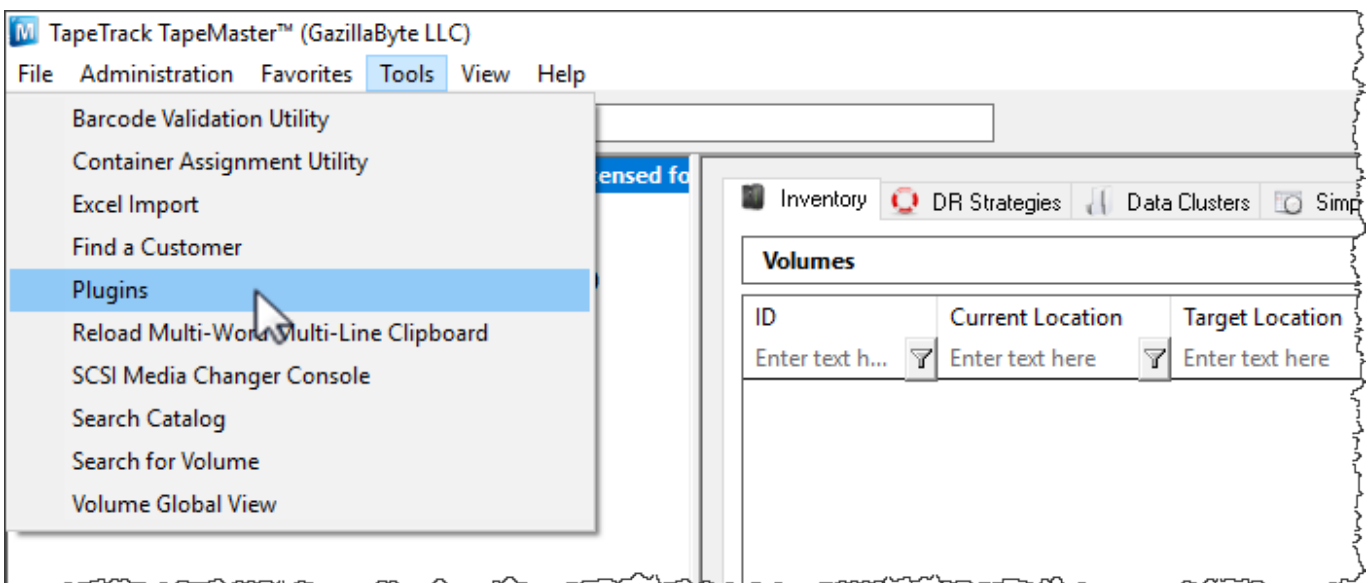 TapeTrack TapeMaster™ (GazillaByte LLC)
File Administration Favorites Tools View Help
Barcode Validation Utility
Container Assignment Utility
Excel Import
Find a Customer
Plugins
Reload Multi-Word Multi-Line Clipboard
SCSI Media Changer Console
Search Catalog
Search for Volume
Volume Global View
ensed fo
Inventory DR Strategies Data Clusters Simp
Volumes
ID Current Location Target Location
Enter text h... Enter text here Enter text here